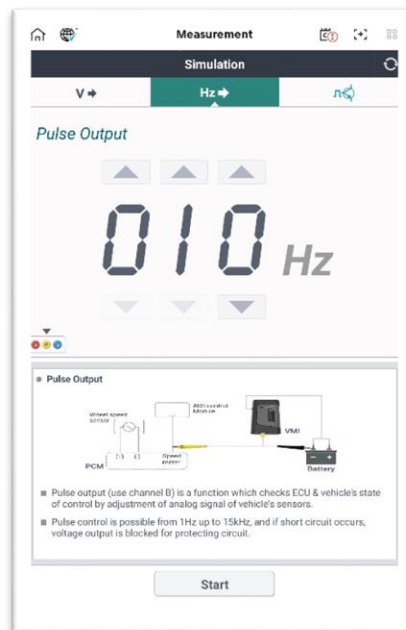 Measurement
Simulation
V
Hz
Pulse Output
010 Hz
Pulse Output
Wheel speed
sensor
control
Module
VMI
(+) (-)
Speed
meter
PCM
Battery
Pulse output (use channel B) is a function which checks ECU & vehicle's state
of control by adjustment of analog signal of vehicle's sensors.
Pulse control is possible from 1Hz up to 15kHz, and if short circuit occurs,
voltage output is blocked for protecting circuit.
Start